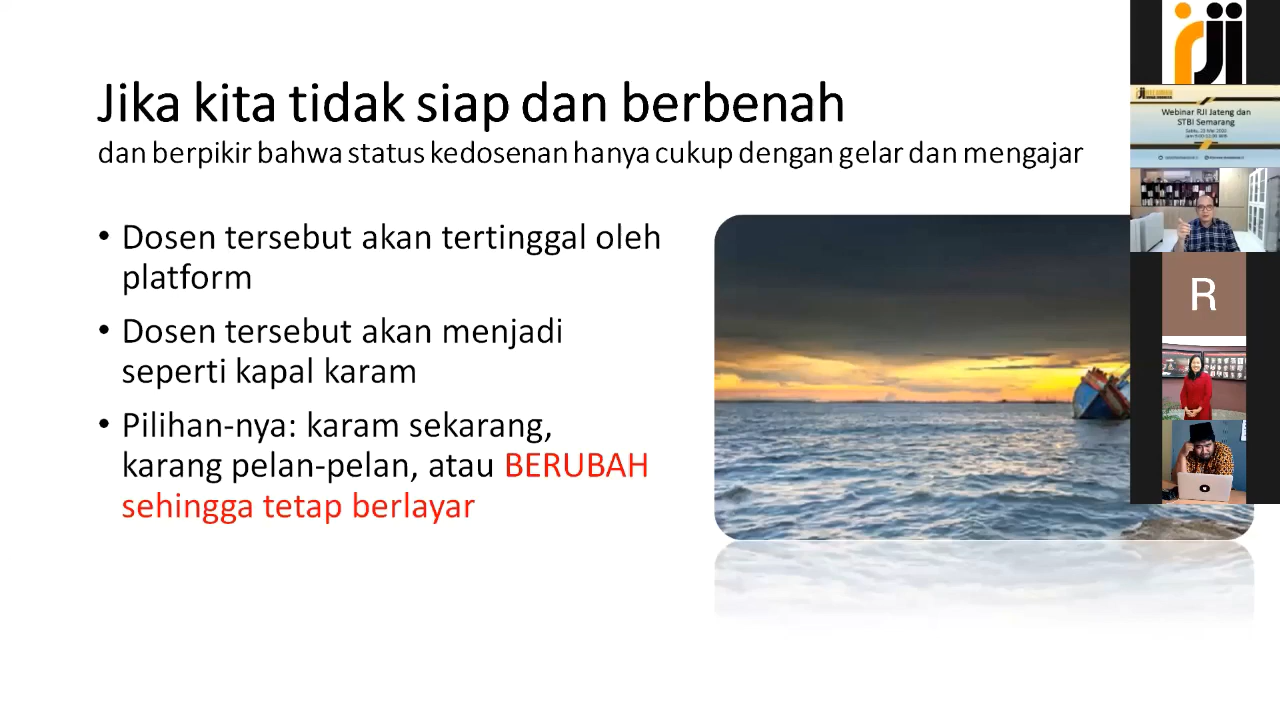 Jika kita tidak siap dan berbenah
dan berpikir bahwa status kedosenan hanya cukup dengan gelar dan mengajar
• Dosen tersebut akan tertinggal oleh
platform
• Dosen tersebut akan menjadi
seperti kapal karam
• Pilihan-nya: karam sekarang,
karang pelan-pelan, atau BERUBAH
sehingga tetap berlayar
rji
Webinar RJI Jateng dan
STBI Semarang
R